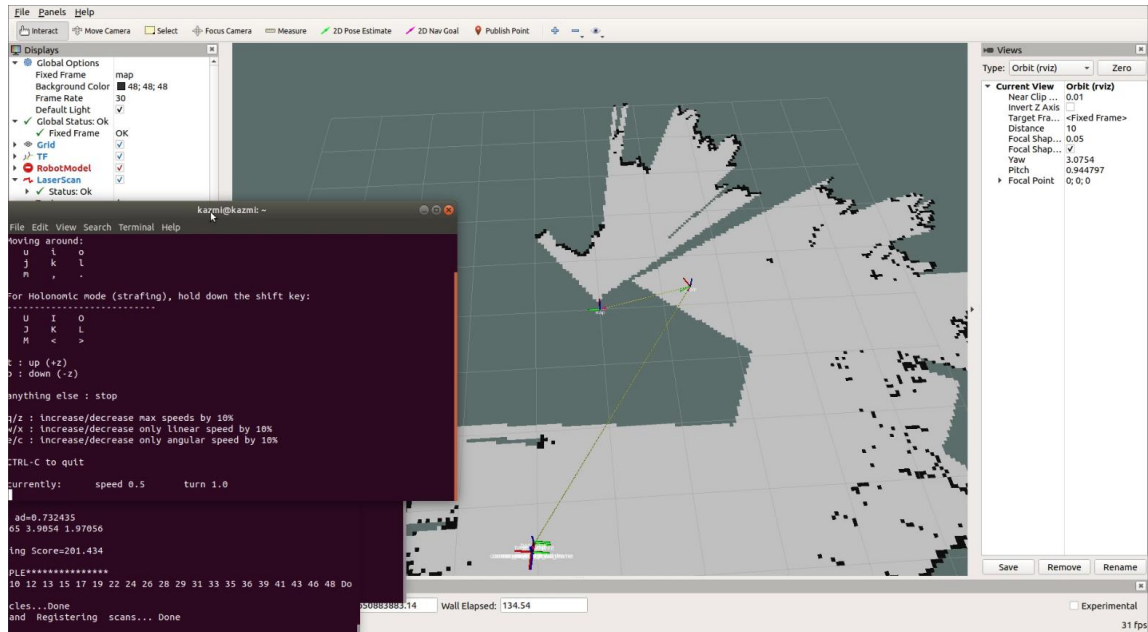 File Panels Help
Interact Move Camera Select Focus Camera Measure 2D Pose Estimate 2D Nav Goal Publish Point
Displays
Global Options
Fixed Frame map
Background Color 48; 48; 48
Frame Rate 30
Default Light
Global Status: Ok
Fixed Frame OK
Grid
TF
RobotModel
LaserScan
Status: Ok
kazmi@kazmi: ~
File Edit View Search Terminal Help
Moving around:
u i o
j k l
m , .
For Holonomic mode (strafing), hold down the shift key:
---------------------------
U I O
J K L
M < >
t : up (+z)
b : down (-z)
anything else : stop
q/z : increase/decrease max speeds by 10%
w/x : increase/decrease only linear speed by 10%
e/c : increase/decrease only angular speed by 10%
CTRL-C to quit
currently: speed 0.5 turn 1.0
ad=0.732435
65 3.9054 1.97056
ing Score=201.434
PLE***************
10 12 13 15 17 19 22 24 26 28 29 31 33 35 36 39 41 43 46 48 Do
cles...Done
and Registering scans... Done
map
Views
Type: Orbit (rviz) Zero
Current View Orbit (rviz)
Near Clip ... 0.01
Invert Z Axis
Target Fra... <Fixed Frame>
Distance 10
Focal Shap... 0.05
Focal Shap...
Yaw 3.0754
Pitch 0.944797
Focal Point 0; 0; 0
Save Remove Rename
650883883.14 Wall Elapsed: 134.54
Experimental
31 fps